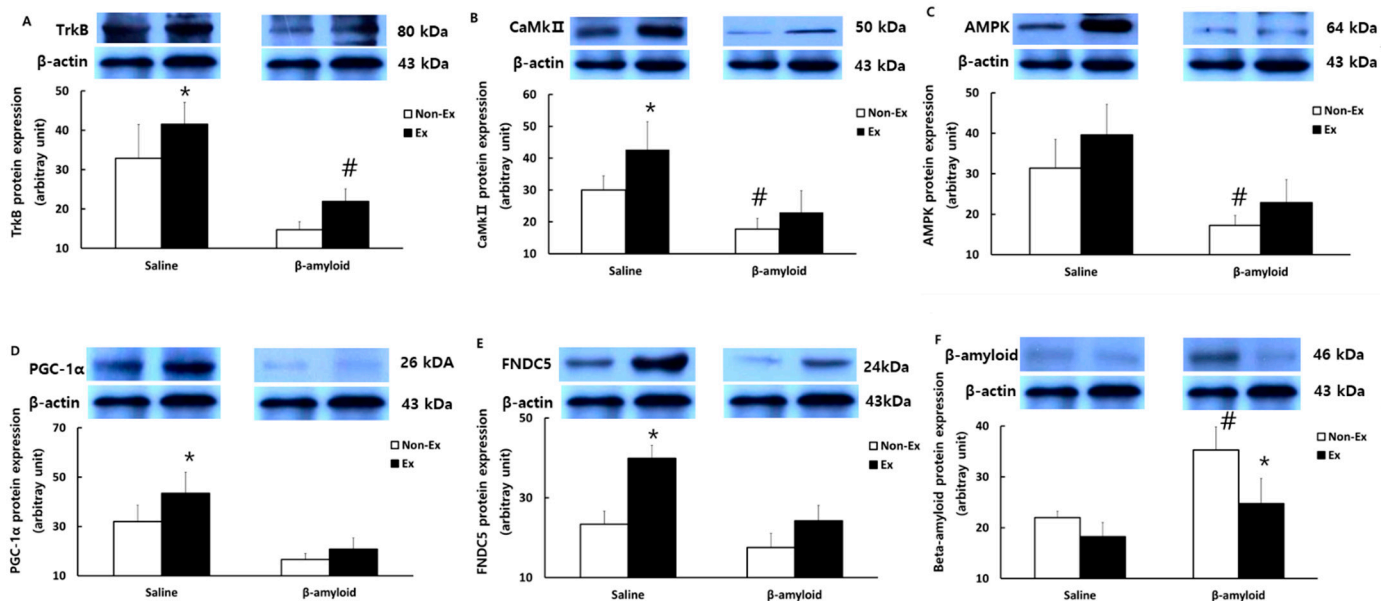 A
TrkB
80 kDa
β-actin
43 kDa
TrkB protein expression
(arbitray unit)
50
40
30
20
10
*
#
Non-Ex
Ex
Saline
β-amyloid
B
CaMkⅡ
50 kDa
β-actin
43 kDa
CaMkⅡ protein expression
(arbitray unit)
60
50
40
30
20
10
*
#
Non-Ex
Ex
Saline
β-amyloid
C
AMPK
64 kDa
β-actin
43 kDa
AMPK protein expression
(arbitray unit)
50
40
30
20
10
#
Non-Ex
Ex
Saline
β-amyloid
D
PGC-1α
26 kDA
β-actin
43 kDa
PGC-1α protein expression
(arbitray unit)
70
50
30
10
*
Non-Ex
Ex
Saline
β-amyloid
E
FNDC5
24kDa
β-actin
43kDa
FNDC5 protein expression
(arbitray unit)
50
30
10
*
Non-Ex
Ex
Saline
β-amyloid
F
β-amyloid
46 kDa
β-actin
43 kDa
Beta-amyloid protein expression
(arbitray unit)
40
30
20
10
#
*
Non-Ex
Ex
Saline
β-amyloid